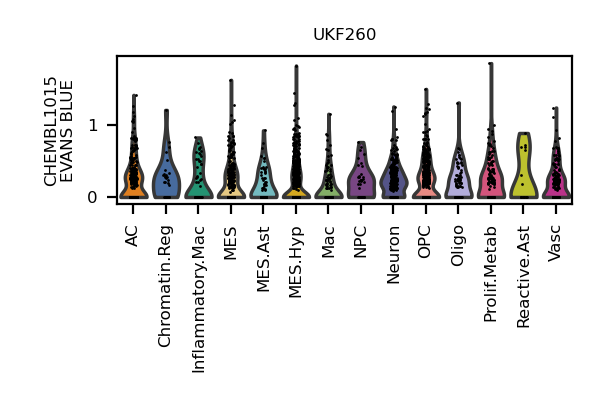 UKF260
CHEMBL1015
EVANS BLUE
1
0
AC
Chromatin.Reg
Inflammatory.Mac
MES
MES.Ast
MES.Hyp
Mac
NPC
Neuron
OPC
Oligo
Prolif.Metab
Reactive.Ast
Vasc